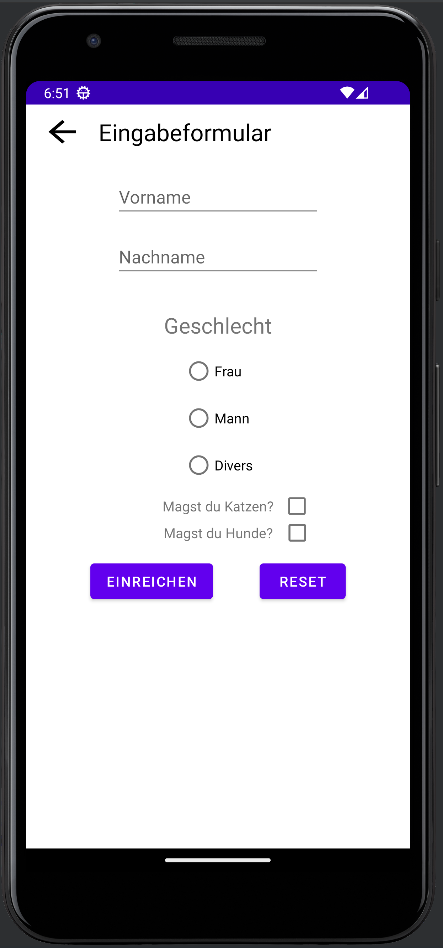 6:51
Eingabeformular
Vorname
Nachname
Geschlecht
Frau
Mann
Divers
Magst du Katzen?
Magst du Hunde?
EINREICHEN RESET